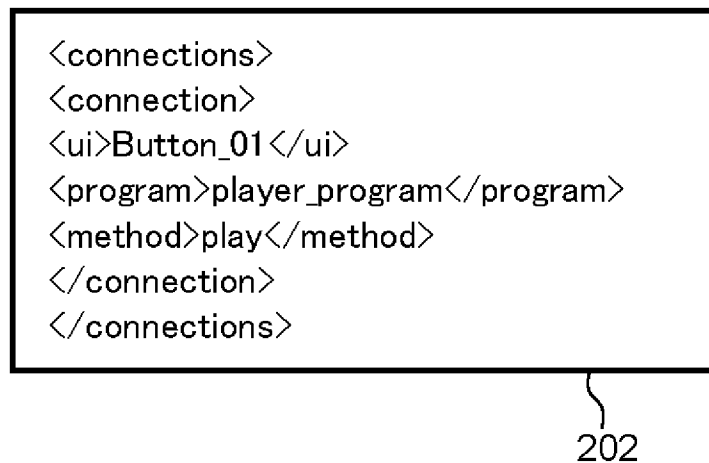 <connections>
<connection>
<ui>Button_01</ui>
<program>player_program</program>
<method>play</method>
</connection>
</connections>
202